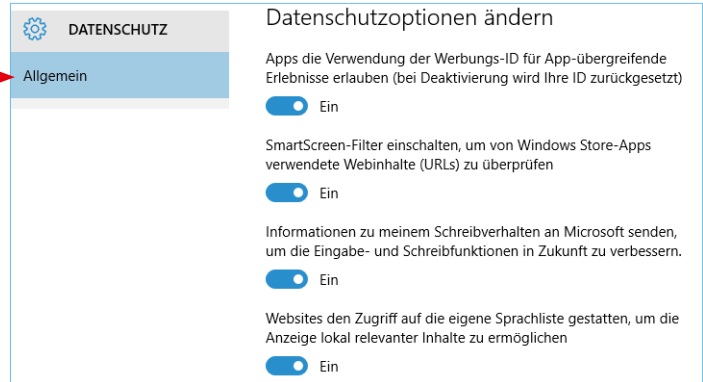 DATENSCHUTZ
Allgemein
Datenschutzoptionen ändern
Apps die Verwendung der Werbungs-ID für App-übergreifende
Erlebnisse erlauben (bei Deaktivierung wird Ihre ID zurückgesetzt)
Ein
SmartScreen-Filter einschalten, um von Windows Store-Apps
verwendete Webinhalte (URLs) zu überprüfen
Ein
Informationen zu meinem Schreibverhalten an Microsoft senden,
um die Eingabe- und Schreibfunktionen in Zukunft zu verbessern.
Ein
Websites den Zugriff auf die eigene Sprachliste gestatten, um die
Anzeige lokal relevanter Inhalte zu ermöglichen
Ein